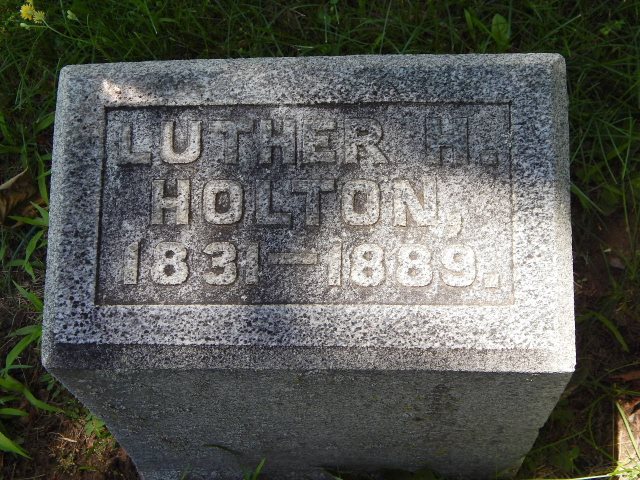 LUTHER H.
HOLTON,
1831-1889.